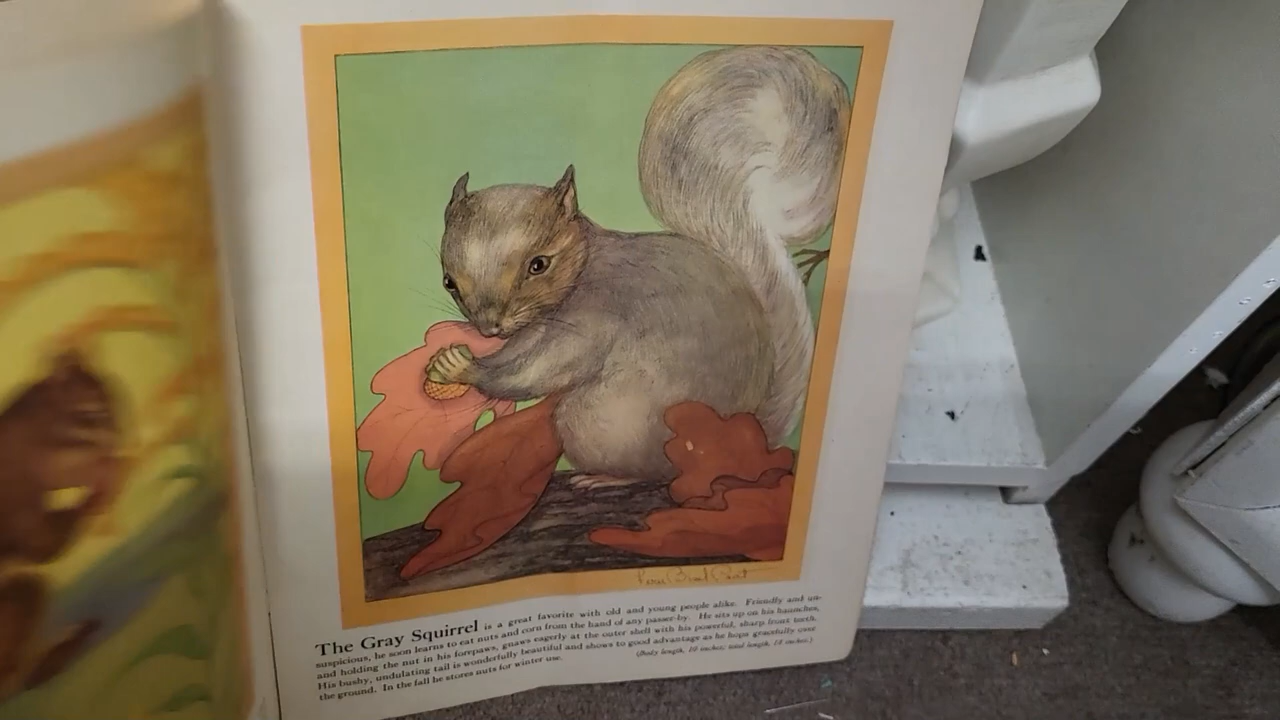 The Gray Squirrel is a great favorite with old and young people alike. Friendly and un-
suspicious, he soon learns to eat nuts and corn from the hand of any passer-by. He sits up on his haunches,
and holding the nut in his forepaws, gnaws eagerly at the outer shell with his powerful, sharp front teeth.
His bushy, undulating tail is wonderfully beautiful and shows to good advantage as he hops gracefully over
the ground. In the fall he stores nuts for winter use.
(Body length, 10 inches; total length, 18 inches.)